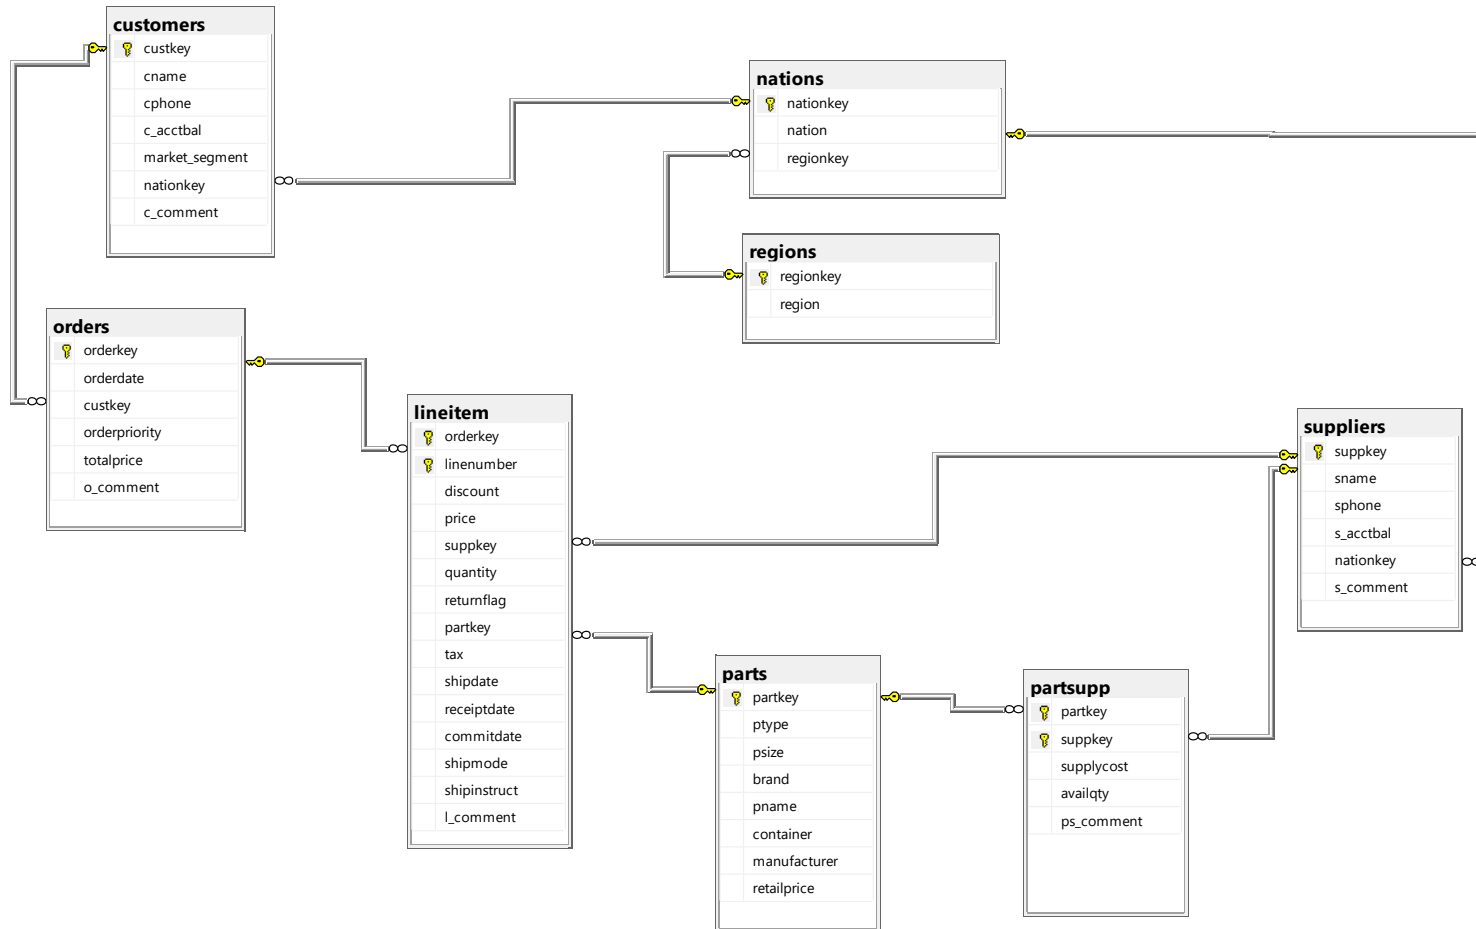 customers
custkey
cname
cphone
c_acctbal
market_segment
nationkey
c_comment
nations
nationkey
nation
regionkey
regions
regionkey
region
orders
orderkey
orderdate
custkey
orderpriority
totalprice
o_comment
lineitem
orderkey
linenumber
discount
price
suppkey
quantity
returnflag
partkey
tax
shipdate
receiptdate
commitdate
shipmode
shipinstruct
l_comment
suppliers
suppkey
sname
sphone
s_acctbal
nationkey
s_comment
parts
partkey
ptype
psize
brand
pname
container
manufacturer
retailprice
partsupp
partkey
suppkey
supplycost
availqty
ps_comment